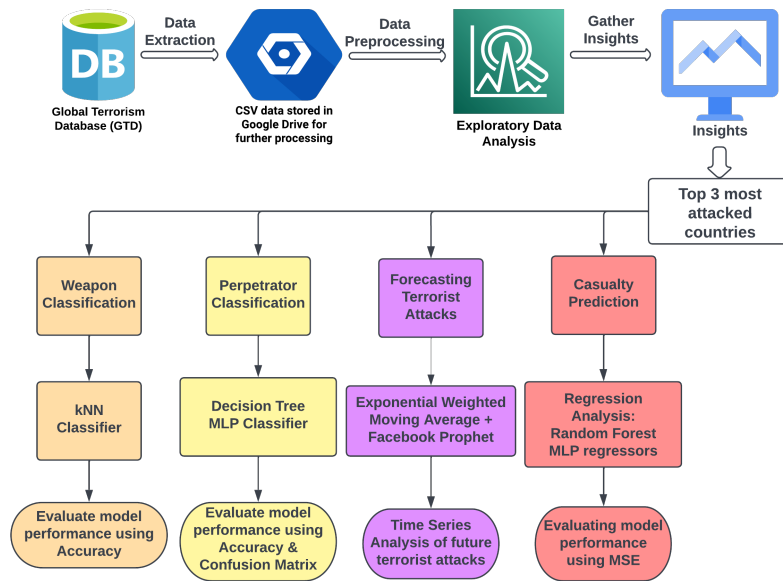 Data
Extraction
Data
Preprocessing
Gather
Insights
DB
Global Terrorism
Database (GTD)
CSV data stored in
Google Drive for
further processing
Exploratory Data
Analysis
Insights
Top 3 most
attacked
countries
Weapon
Classification
Perpetrator
Classification
Forecasting
Terrorist
Attacks
Casualty
Prediction
kNN
Classifier
Decision Tree
MLP Classifier
Exponential Weighted
Moving Average +
Facebook Prophet
Regression
Analysis:
Random Forest
MLP regressors
Evaluate model
performance using
Accuracy
Evaluate model
performance using
Accuracy &
Confusion Matrix
Time Series
Analysis of future
terrorist attacks
Evaluating model
performance
using MSE